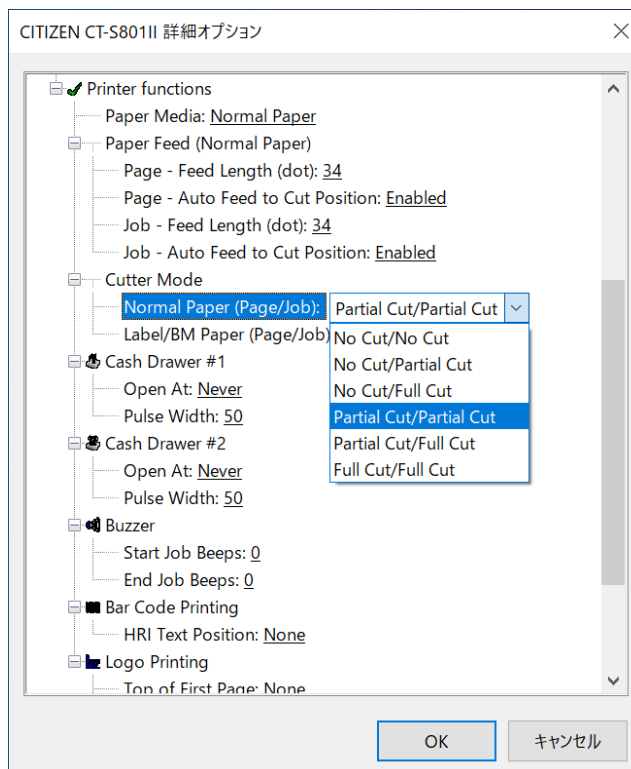 CITIZEN CT-S801II 詳細オプション
Printer functions
Paper Media: Normal Paper
Paper Feed (Normal Paper)
Page - Feed Length (dot): 34
Page - Auto Feed to Cut Position: Enabled
Job - Feed Length (dot): 34
Job - Auto Feed to Cut Position: Enabled
Cutter Mode
Normal Paper (Page/Job): Partial Cut/Partial Cut
Label/BM Paper (Page/Job)
No Cut/No Cut
No Cut/Partial Cut
No Cut/Full Cut
Partial Cut/Partial Cut
Partial Cut/Full Cut
Full Cut/Full Cut
Cash Drawer #1
Open At: Never
Pulse Width: 50
Cash Drawer #2
Open At: Never
Pulse Width: 50
Buzzer
Start Job Beeps: 0
End Job Beeps: 0
Bar Code Printing
HRI Text Position: None
Logo Printing
Top of First Page: None
OK
キャンセル